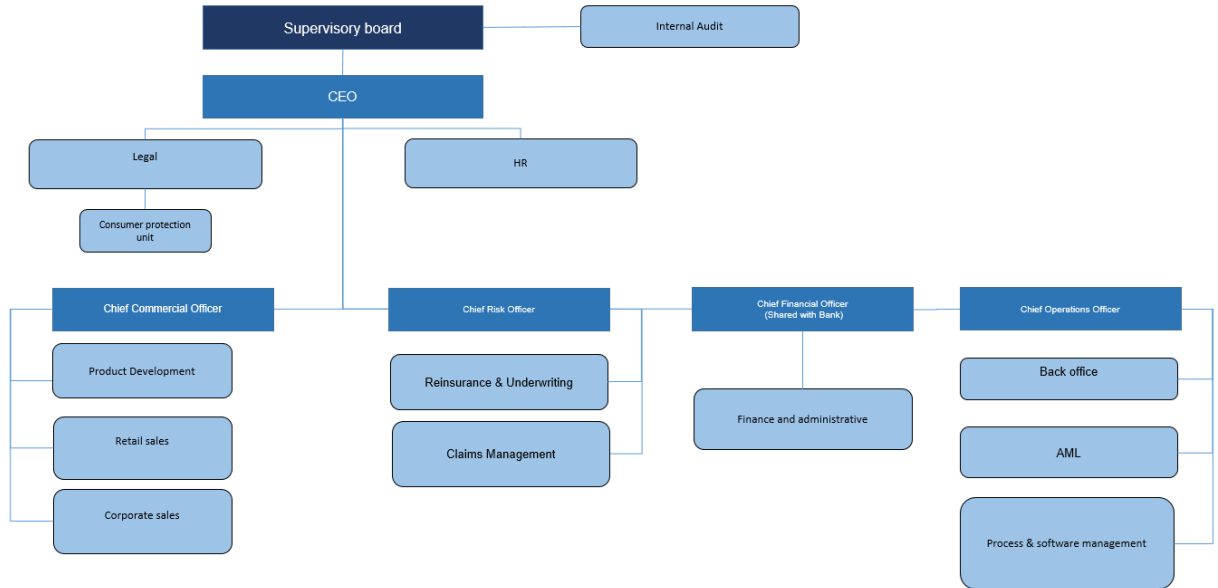 Supervisory board
Internal Audit
CEO
Legal
HR
Consumer protection
unit
Chief Commercial Officer
Chief Risk Officer
Chief Financial Officer
(Shared with Bank)
Chief Operations Officer
Product Development
Reinsurance & Underwriting
Back office
Finance and administrative
Retail sales
Claims Management
AML
Corporate sales
Process & software management